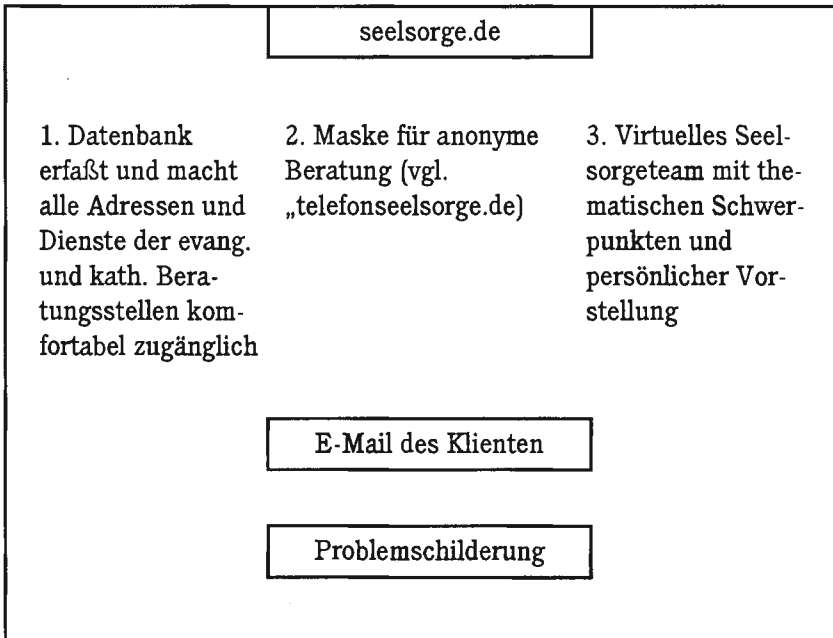 seelsorge.de
1. Datenbank
erfaßt und macht
alle Adressen und
Dienste der evang.
und kath. Bera-
tungsstellen kom-
fortabel zugänglich
2. Maske für anonyme
Beratung (vgl.
„telefonseelsorge.de)
3. Virtuelles Seel-
sorgeteam mit the-
matischen Schwer-
punkten und
persönlicher Vor-
stellung
E-Mail des Klienten
Problemschilderung